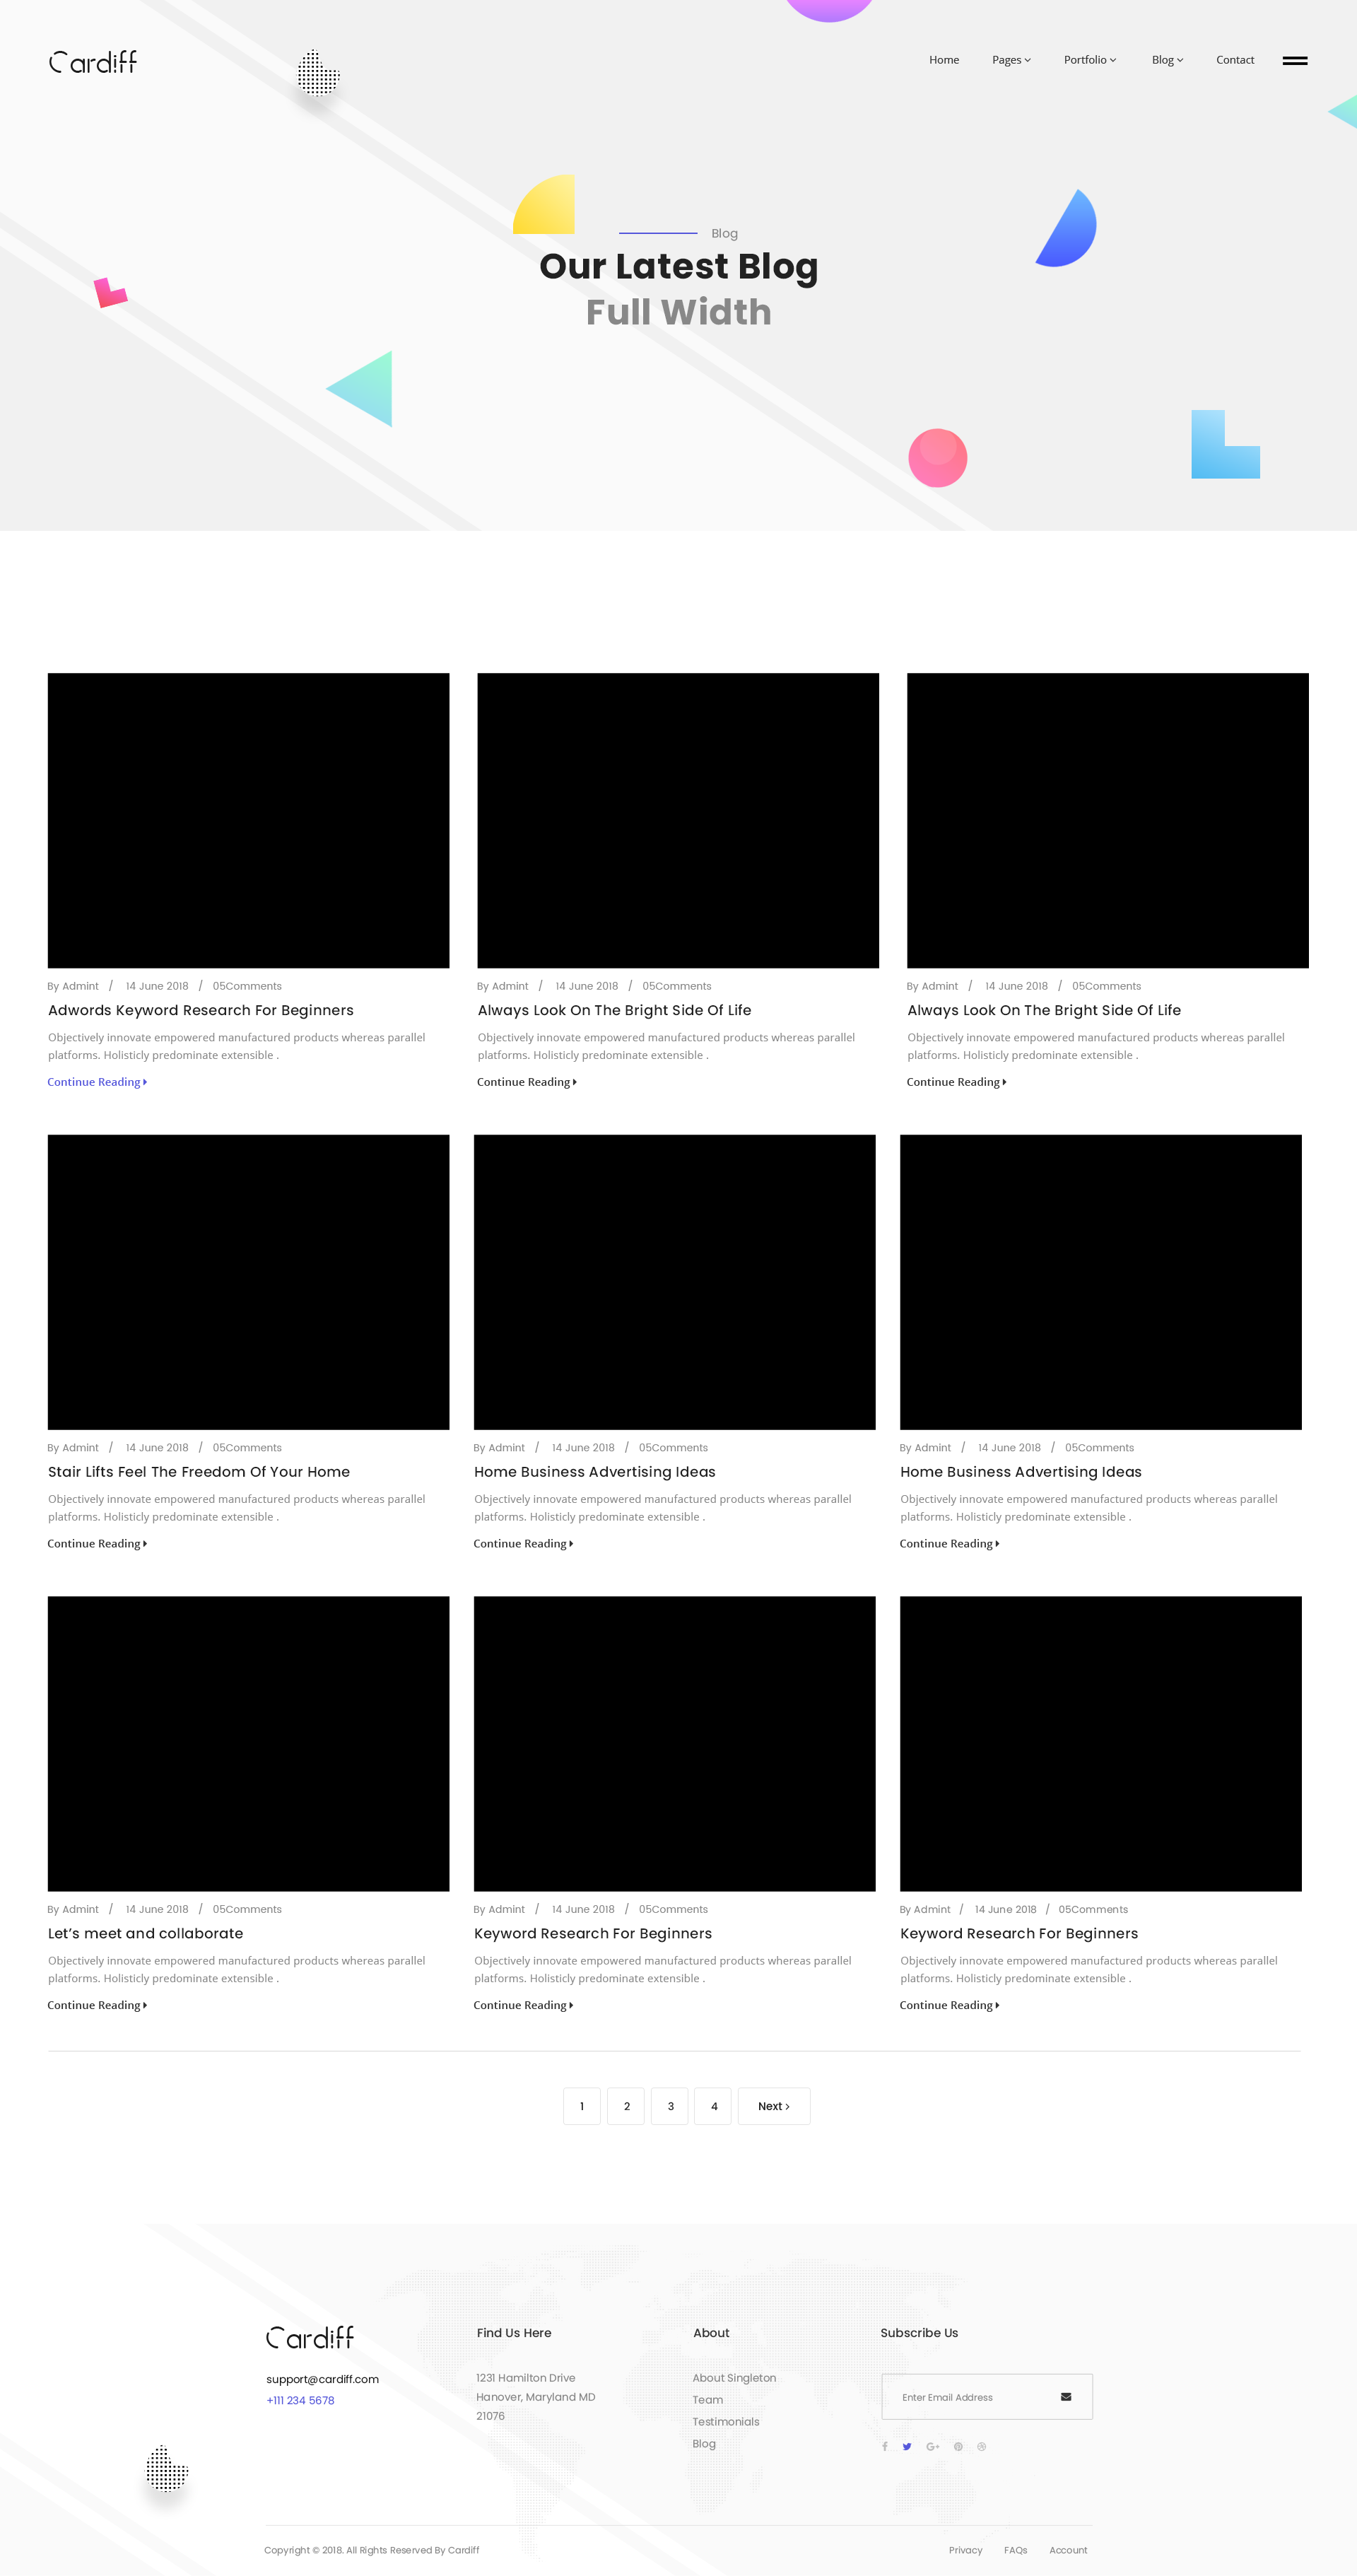 Cardiff
Home Pages Portfolio Blog Contact
Blog
Our Latest Blog
Full Width
By Admint / 14 June 2018 / 05Comments
Adwords Keyword Research For Beginners
Objectively innovate empowered manufactured products whereas parallel
platforms. Holisticly predominate extensible .
Continue Reading
By Admint / 14 June 2018 / 05Comments
Always Look On The Bright Side Of Life
Objectively innovate empowered manufactured products whereas parallel
platforms. Holisticly predominate extensible .
Continue Reading
By Admint / 14 June 2018 / 05Comments
Always Look On The Bright Side Of Life
Objectively innovate empowered manufactured products whereas parallel
platforms. Holisticly predominate extensible .
Continue Reading
By Admint / 14 June 2018 / 05Comments
Stair Lifts Feel The Freedom Of Your Home
Objectively innovate empowered manufactured products whereas parallel
platforms. Holisticly predominate extensible .
Continue Reading
By Admint / 14 June 2018 / 05Comments
Home Business Advertising Ideas
Objectively innovate empowered manufactured products whereas parallel
platforms. Holisticly predominate extensible .
Continue Reading
By Admint / 14 June 2018 / 05Comments
Home Business Advertising Ideas
Objectively innovate empowered manufactured products whereas parallel
platforms. Holisticly predominate extensible .
Continue Reading
By Admint / 14 June 2018 / 05Comments
Let’s meet and collaborate
Objectively innovate empowered manufactured products whereas parallel
platforms. Holisticly predominate extensible .
Continue Reading
By Admint / 14 June 2018 / 05Comments
Keyword Research For Beginners
Objectively innovate empowered manufactured products whereas parallel
platforms. Holisticly predominate extensible .
Continue Reading
By Admint / 14 June 2018 / 05Comments
Keyword Research For Beginners
Objectively innovate empowered manufactured products whereas parallel
platforms. Holisticly predominate extensible .
Continue Reading
1 2 3 4 Next
Cardiff
support@cardiff.com
+111 234 5678
Find Us Here
1231 Hamilton Drive
Hanover, Maryland MD
21076
About
About Singleton
Team
Testimonials
Blog
Subscribe Us
Enter Email Address
Copyright © 2018. All Rights Reserved By Cardiff
Privacy FAQs Account